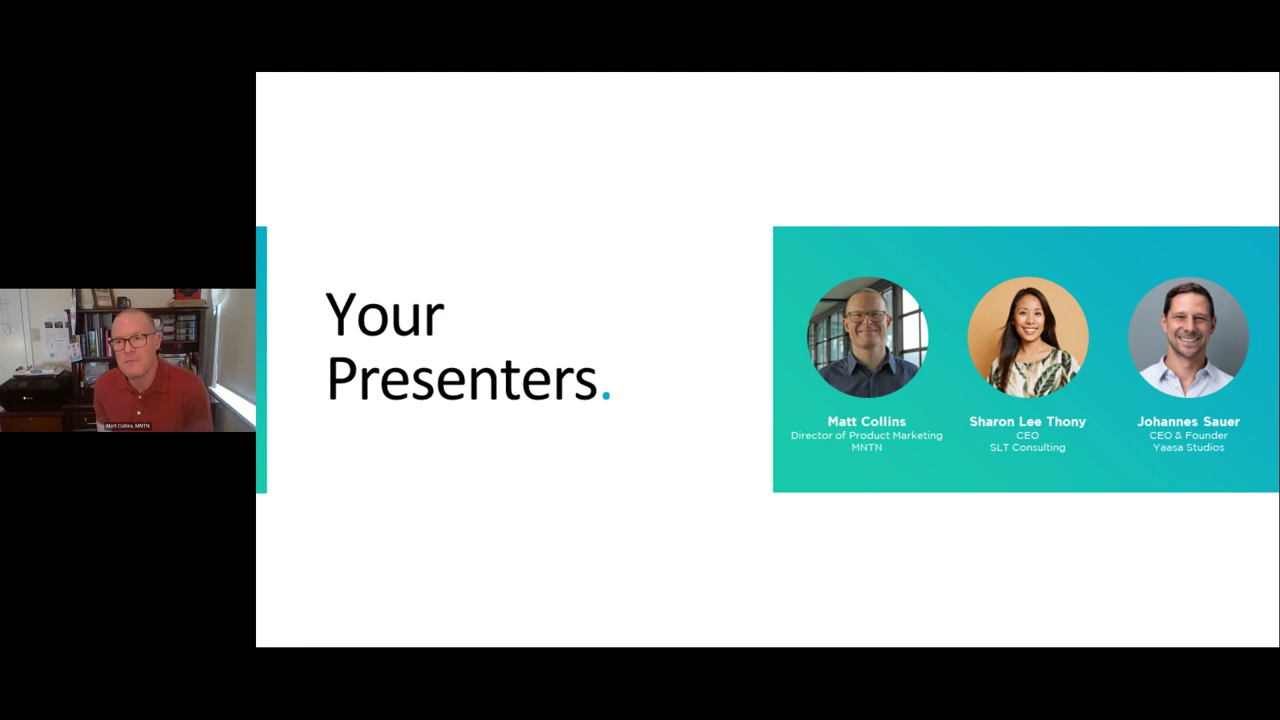 Your
Presenters.
Matt Collins
Director of Product Marketing
MNTN
Sharon Lee Thony
CEO
SLT Consulting
Johannes Sauer
CEO & Founder
Yaasa Studios
Matt Collins, MNTN